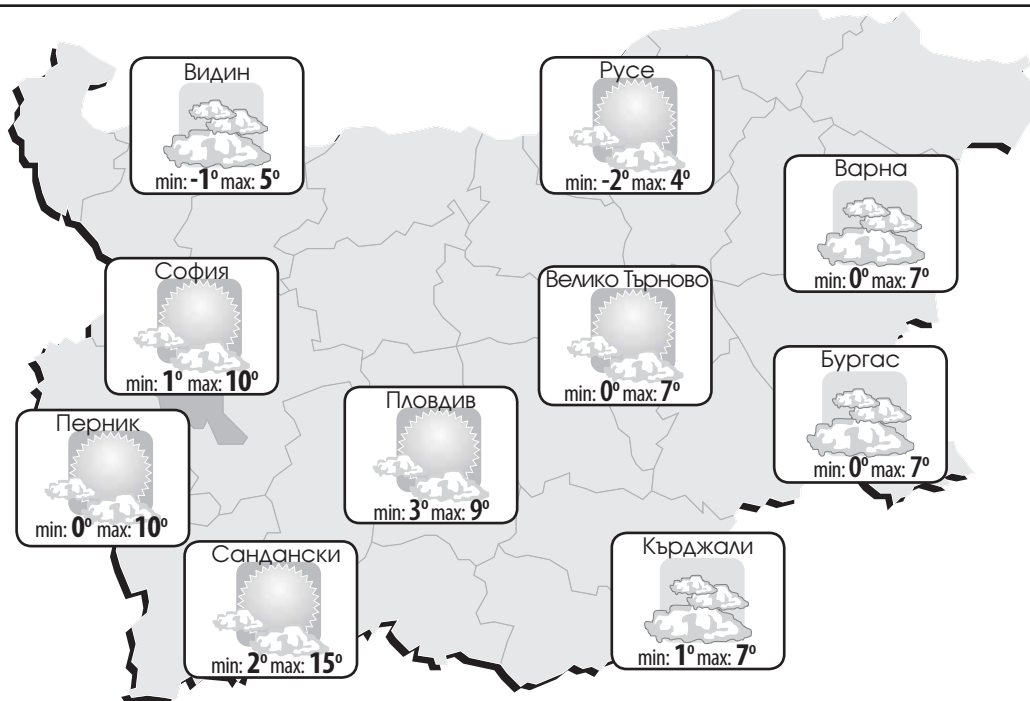 Видин
min: -1° max: 5°
Русе
min: -2° max: 4°
Варна
min: 0° max: 7°
София
min: 1° max: 10°
Велико Търново
min: 0° max: 7°
Бургас
min: 0° max: 7°
Пловдив
min: 3° max: 9°
Перник
min: 0° max: 10°
Сандански
min: 2° max: 15°
Кърджали
min: 1° max: 7°